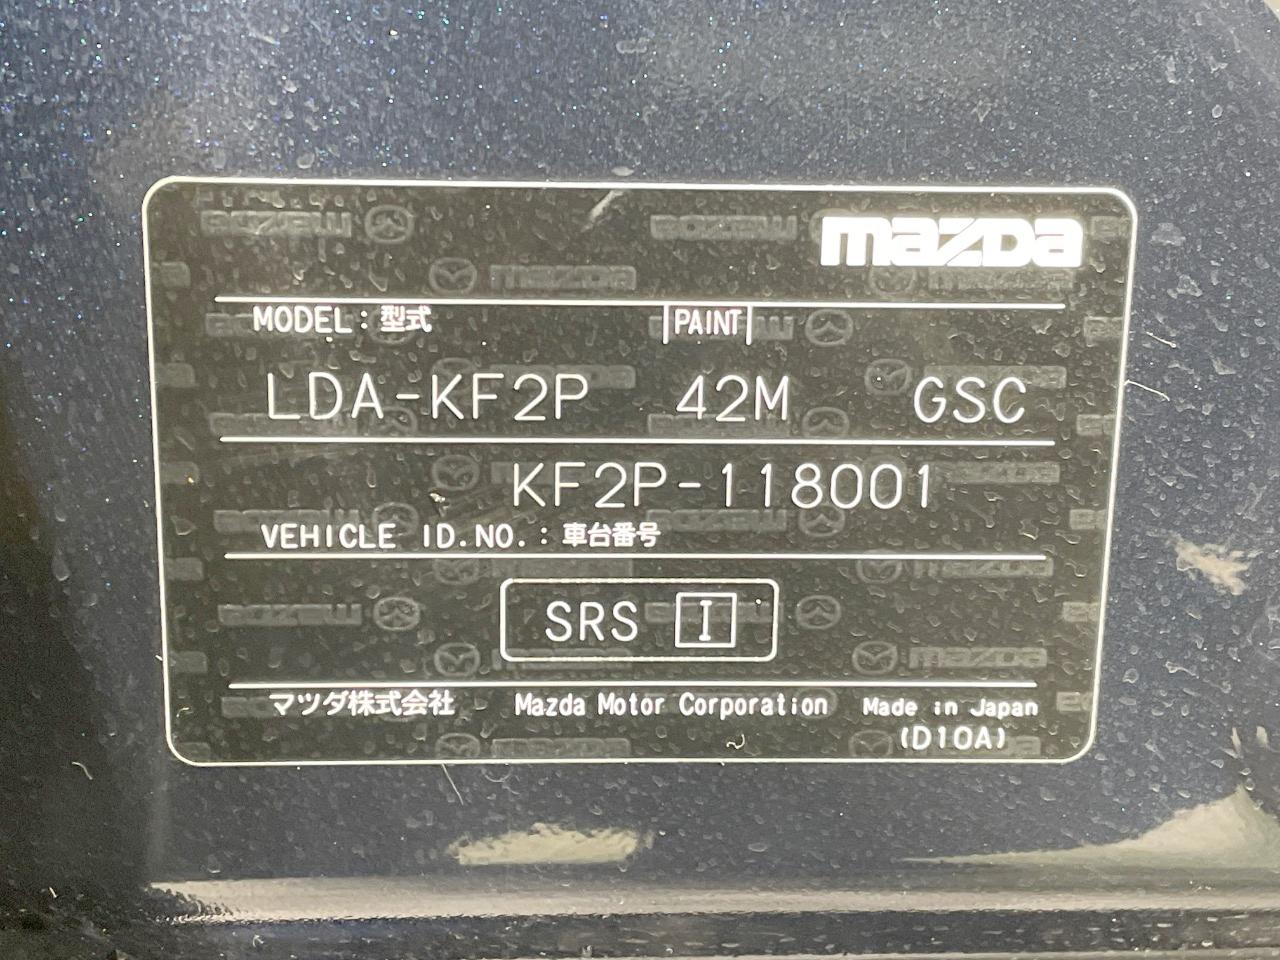 mazda
MODEL : 型式 PAINT
LDA-KF2P 42M GSC
KF2P-118001
VEHICLE ID.NO. : 車台番号
SRS I
マツダ株式会社 Mazda Motor Corporation Made in Japan
(D10A)